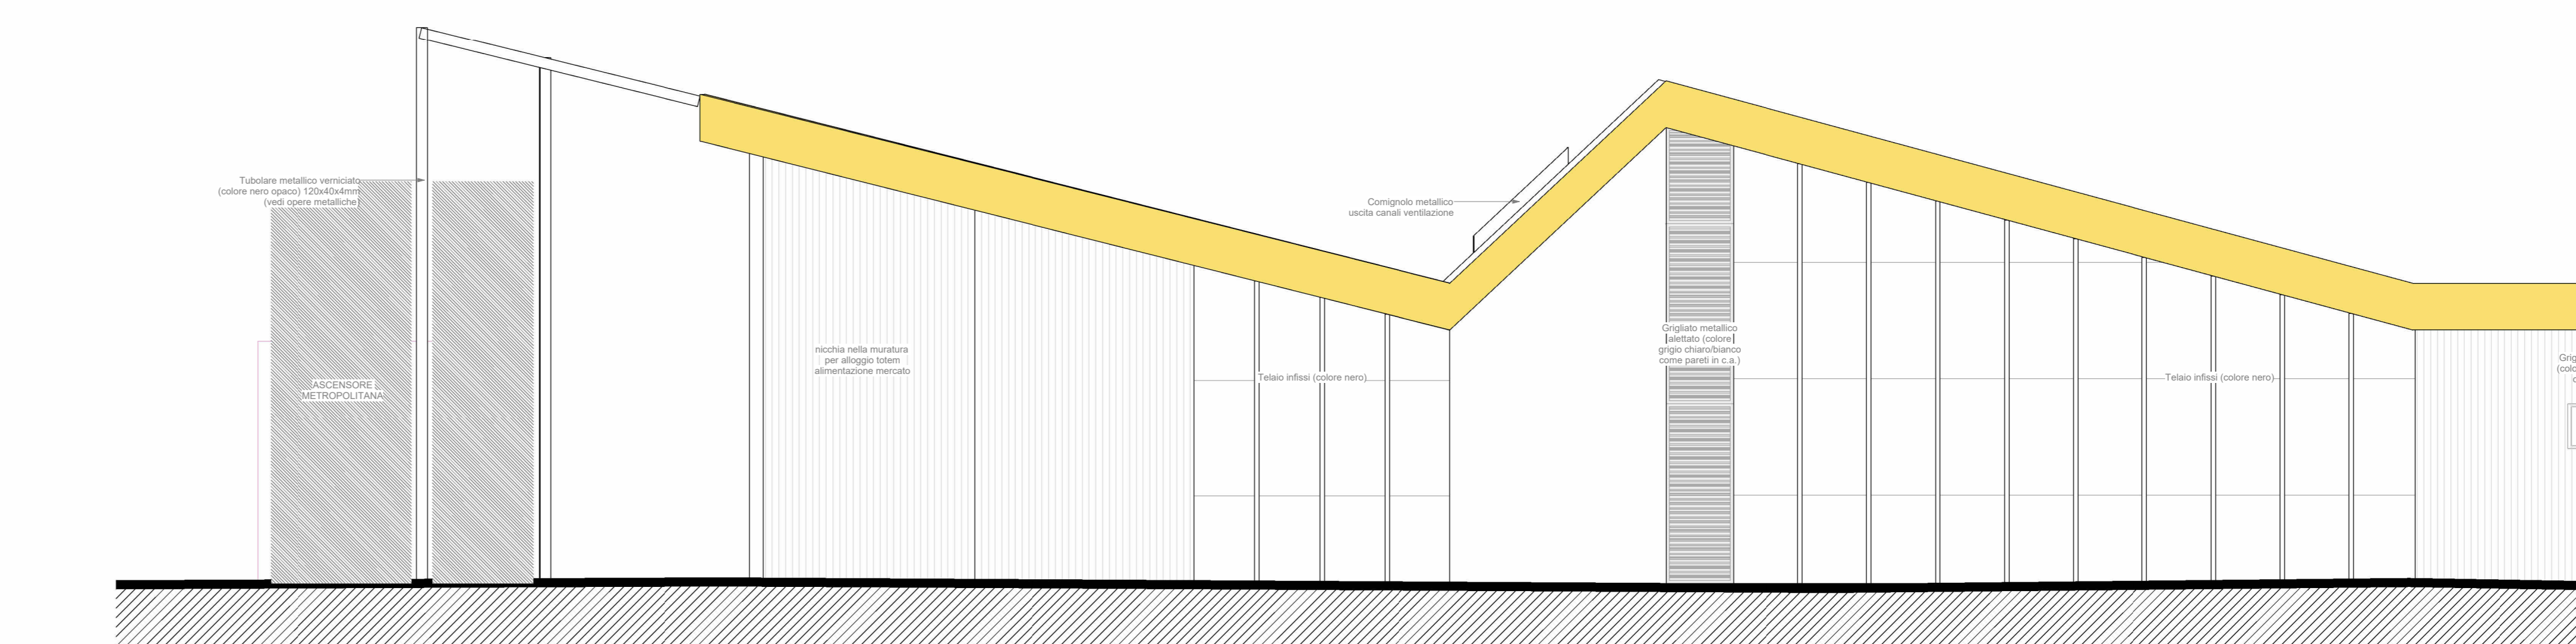 Tubolare metallico verniciato
(colore nero opaco) 120x40x4mm
(vedi opere metalliche)
ASCENSORE
METROPOLITANA
nicchia nella muratura
per alloggio totem
alimentazione mercato
Comignolo metallico
uscita canali ventilazione
Telaio infissi (colore nero)
Grigliato metallico
alettato (colore
grigio chiaro/bianco
come pareti in c.a.)
Telaio infissi (colore nero)